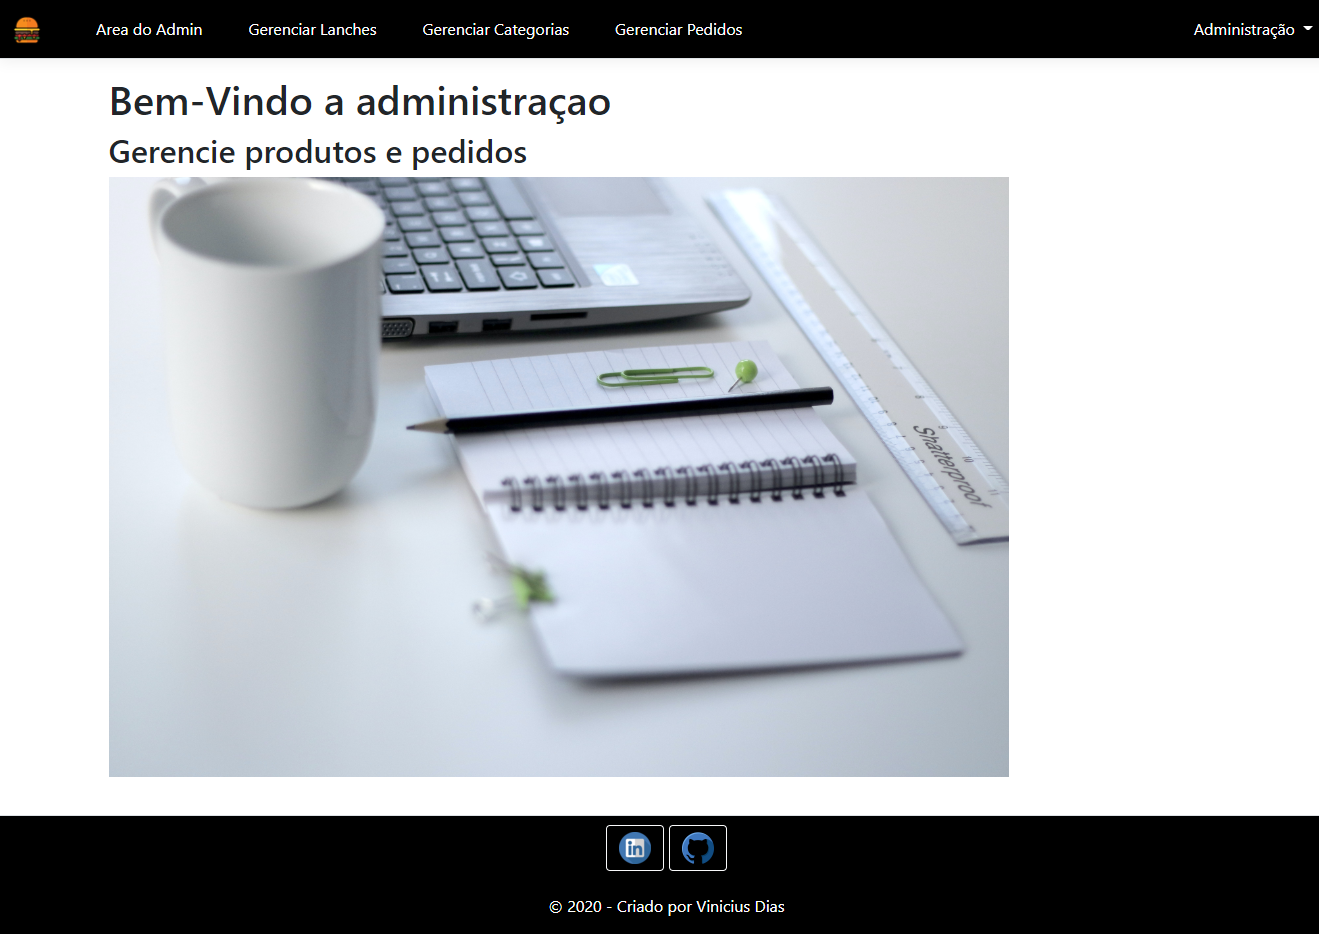 Area do Admin Gerenciar Lanches Gerenciar Categorias Gerenciar Pedidos Administração
Bem-Vindo a administraçao
Gerencie produtos e pedidos
Shatterproof
in
© 2020 - Criado por Vinicius Dias